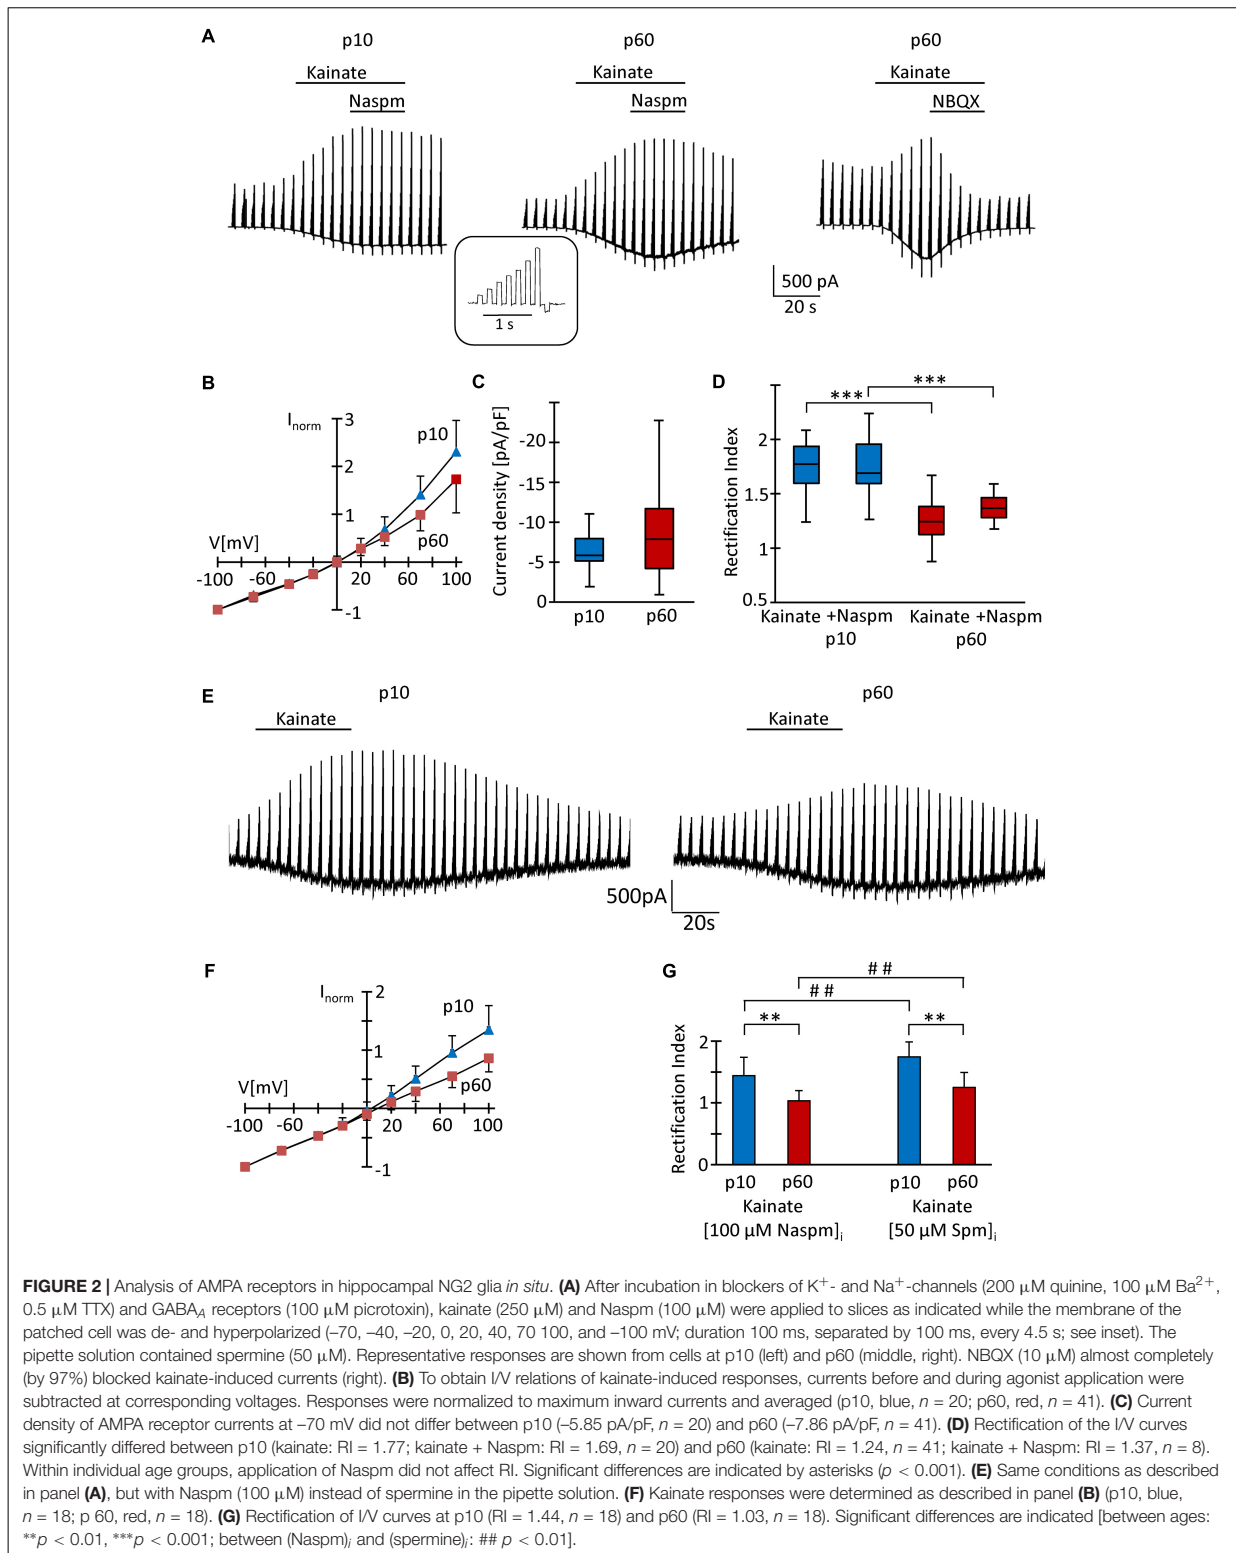 A
p10
p60
p60
Kainate
Kainate
Kainate
Naspm
Naspm
NBQX
1 s
500 pA
20 s
B
I_norm
3
2
1
-1
p10
p60
V[mV]
-100 -60 20 60 100
C
Current density [pA/pF]
-20
-15
-10
-5
0
p10 p60
D
Rectification Index
2
1.5
1
0.5
***
***
Kainate +Naspm Kainate +Naspm
p10 p60
E
p10
p60
Kainate
Kainate
500pA
20s
F
I_norm
2
1
-1
p10
p60
V[mV]
-100 -60 20 60 100
G
Rectification Index
2
1
0
# #
# #
**
**
p10 p60 p10 p60
Kainate Kainate
[100 µM Naspm]i [50 µM Spm]i
FIGURE 2 | Analysis of AMPA receptors in hippocampal NG2 glia in situ. (A) After incubation in blockers of K⁺- and Na⁺-channels (200 µM quinine, 100 µM Ba²⁺,
0.5 µM TTX) and GABA_A receptors (100 µM picrotoxin), kainate (250 µM) and Naspm (100 µM) were applied to slices as indicated while the membrane of the
patched cell was de- and hyperpolarized (–70, –40, –20, 0, 20, 40, 70 100, and –100 mV; duration 100 ms, separated by 100 ms, every 4.5 s; see inset). The
pipette solution contained spermine (50 µM). Representative responses are shown from cells at p10 (left) and p60 (middle, right). NBQX (10 µM) almost completely
(by 97%) blocked kainate-induced currents (right). (B) To obtain I/V relations of kainate-induced responses, currents before and during agonist application were
subtracted at corresponding voltages. Responses were normalized to maximum inward currents and averaged (p10, blue, n = 20; p60, red, n = 41). (C) Current
density of AMPA receptor currents at –70 mV did not differ between p10 (–5.85 pA/pF, n = 20) and p60 (–7.86 pA/pF, n = 41). (D) Rectification of the I/V curves
significantly differed between p10 (kainate: RI = 1.77; kainate + Naspm: RI = 1.69, n = 20) and p60 (kainate: RI = 1.24, n = 41; kainate + Naspm: RI = 1.37, n = 8).
Within individual age groups, application of Naspm did not affect RI. Significant differences are indicated by asterisks (p < 0.001). (E) Same conditions as described
in panel (A), but with Naspm (100 µM) instead of spermine in the pipette solution. (F) Kainate responses were determined as described in panel (B) (p10, blue,
n = 18; p 60, red, n = 18). (G) Rectification of I/V curves at p10 (RI = 1.44, n = 18) and p60 (RI = 1.03, n = 18). Significant differences are indicated [between ages:
**p < 0.01, ***p < 0.001; between (Naspm)i and (spermine)i: ## p < 0.01].